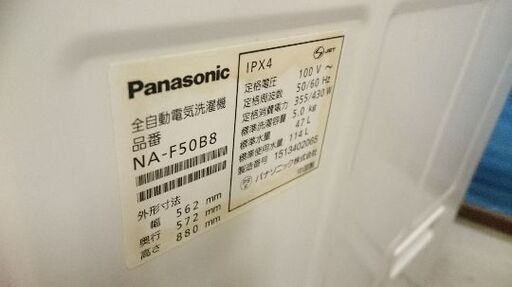 Panasonic
全自動電気洗濯機
品番
NA-F50B8
外形寸法
幅 562 mm
奥行 572 mm
高さ 880 mm
IPX4
JET
定格電圧 100 V ～
定格周波数 50/60 Hz
定格消費電力 355/430 W
標準洗濯容量 5.0 kg
標準水量 47 L
標準使用水量 114 L
製造番号 1513402065
パナソニック株式会社
中国製